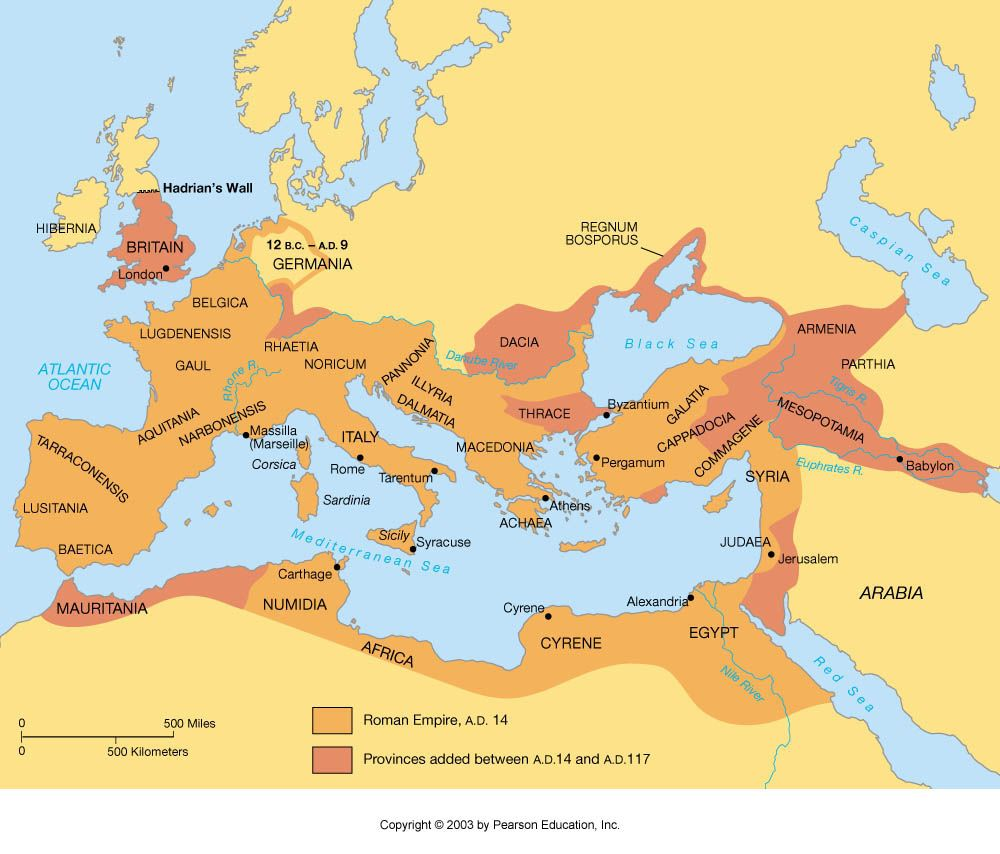 Hadrian's Wall
HIBERNIA
BRITAIN
London
REGNUM
BOSPORUS
12 B.C. – A.D. 9
GERMANIA
Caspian Sea
BELGICA
LUGDENENSIS
RHAETIA
GAUL
NORICUM
ATLANTIC
OCEAN
Rhone R.
PANNONIA
Danube River
DACIA
Black Sea
ARMENIA
PARTHIA
Tigris R.
ILLYRIA
DALMATIA
THRACE
Byzantium
GALATIA
MESOPOTAMIA
AQUITANIA
NARBONENSIS
Massilla
(Marseille)
ITALY
MACEDONIA
CAPPADOCIA
COMMAGENE
Corsica
Rome
Pergamum
Euphrates R.
Babylon
TARRACONENSIS
Tarentum
SYRIA
Sardinia
LUSITANIA
Athens
ACHAEA
Sicily
Syracuse
BAETICA
Mediterranean Sea
JUDAEA
Jerusalem
Carthage
MAURITANIA
NUMIDIA
Cyrene
Alexandria
ARABIA
AFRICA
CYRENE
EGYPT
Nile River
Red Sea
0 500 Miles
0 500 Kilometers
Roman Empire, A.D. 14
Provinces added between A.D.14 and A.D.117
Copyright © 2003 by Pearson Education, Inc.